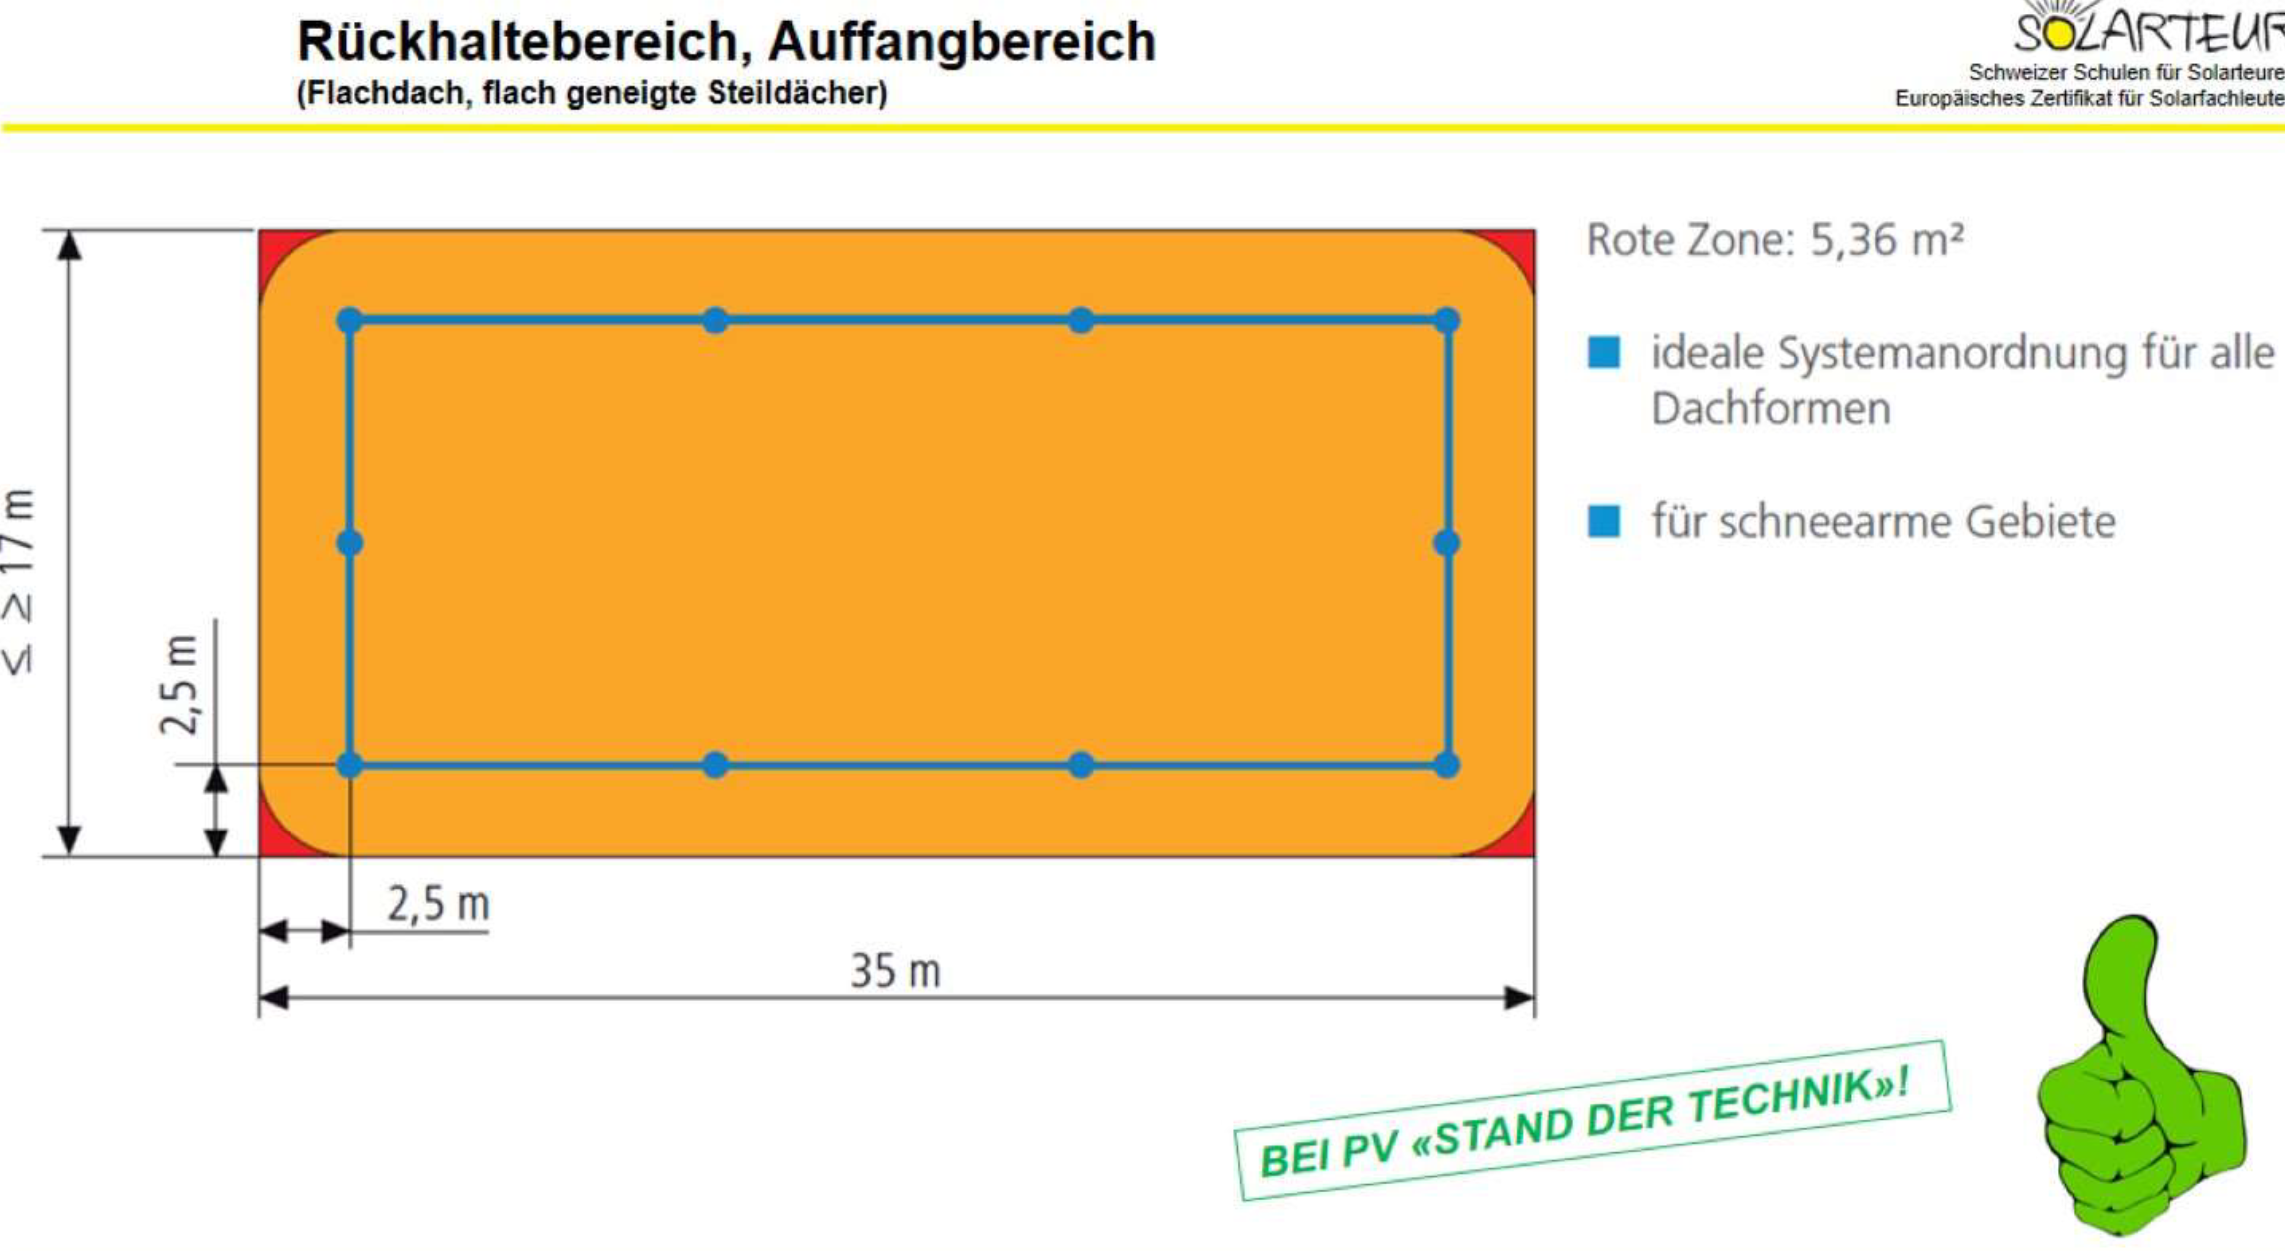 Rückhaltebereich, Auffangbereich
(Flachdach, flach geneigte Steildächer)
SOLARTEUR
Schweizer Schulen für Solarteure
Europäisches Zertifikat für Solarfachleute
Rote Zone: 5,36 m²
ideale Systemanordnung für alle
Dachformen
für schneearme Gebiete
≤ ≥ 17 m
2,5 m
2,5 m
35 m
BEI PV «STAND DER TECHNIK»!